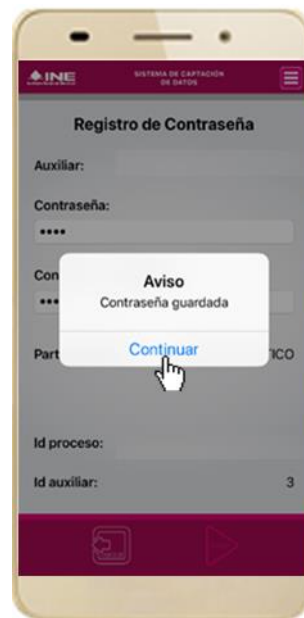 INE
SISTEMA DE CAPTACIÓN
DE DATOS
Registro de Contraseña
Auxiliar:
Contraseña:
••••
Con
•••
Aviso
Contraseña guardada
Continuar
Part
TICO
Id proceso:
Id auxiliar: 3